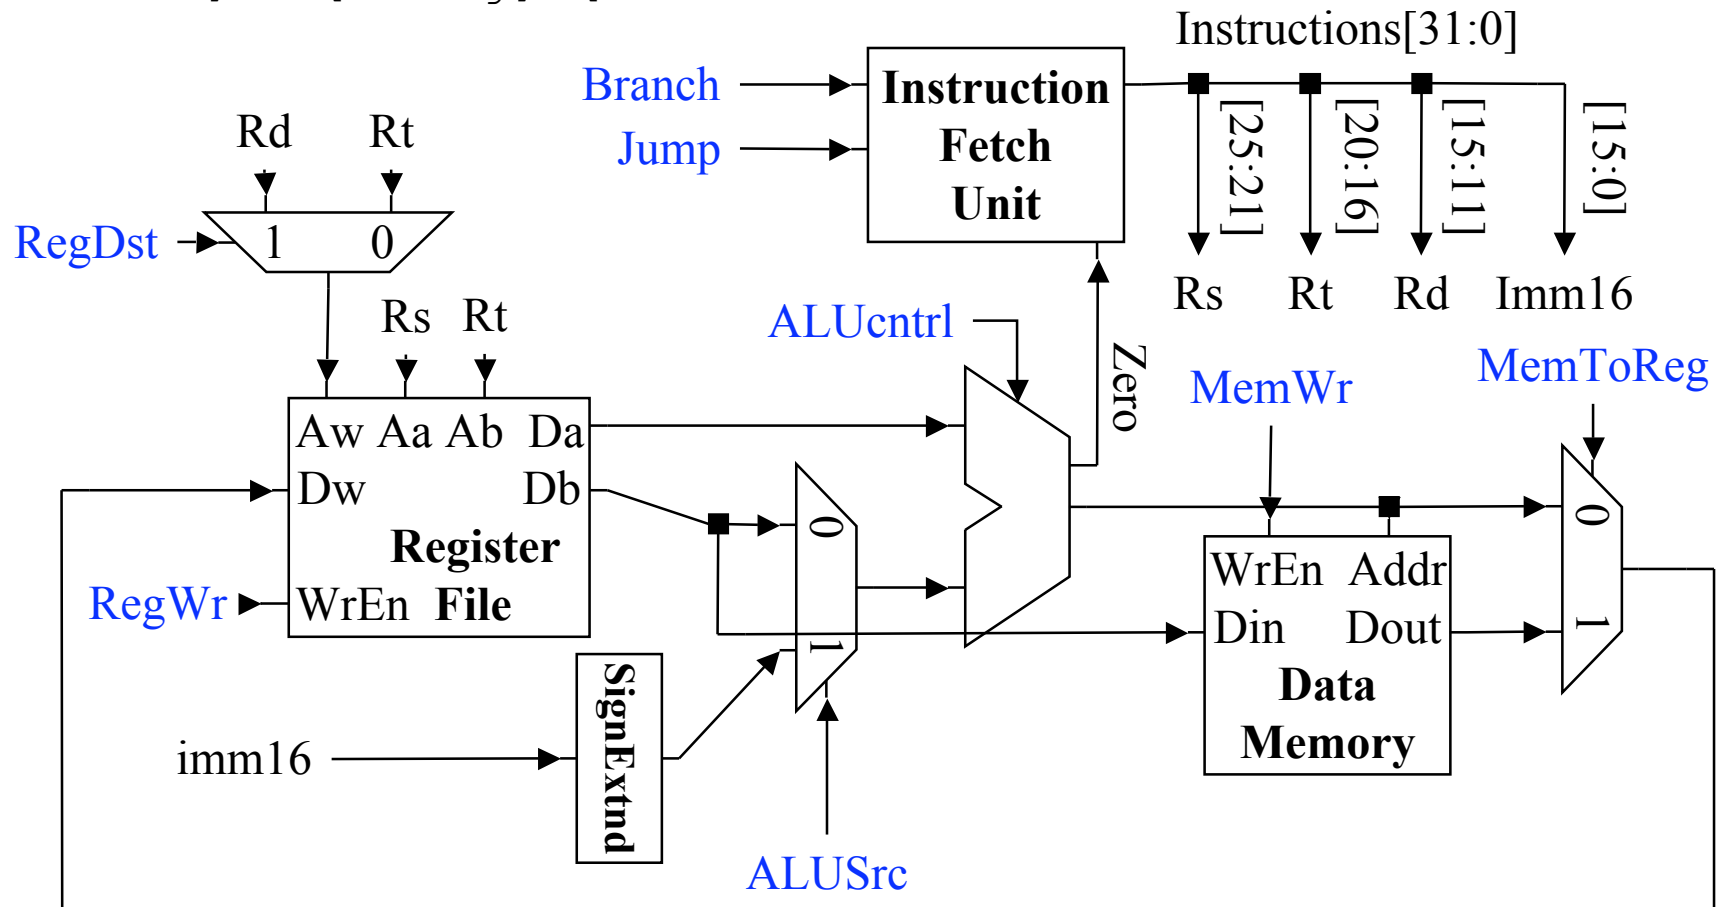 Instructions[31:0]
Branch
Jump
Instruction
Fetch
Unit
[25:21]
[20:16]
[15:11]
[15:0]
Rs
Rt
Rd
Imm16
Rd
Rt
RegDst
1
0
Rs
Rt
ALUcntrl
Zero
MemWr
MemToReg
Aw Aa Ab Da
Dw
Db
Register
File
RegWr
WrEn
0
1
WrEn Addr
Din Dout
Data
Memory
0
1
SignExtnd
imm16
ALUSrc